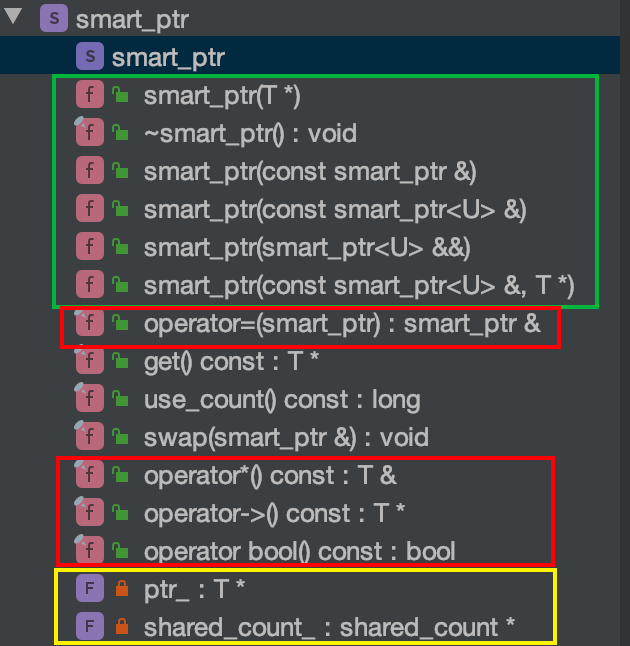 S smart_ptr
S smart_ptr
f smart_ptr(T *)
f ~smart_ptr() : void
f smart_ptr(const smart_ptr &)
f smart_ptr(const smart_ptr<U> &)
f smart_ptr(smart_ptr<U> &&)
f smart_ptr(const smart_ptr<U> &, T *)
f operator=(smart_ptr) : smart_ptr &
f get() const : T *
f use_count() const : long
f swap(smart_ptr &) : void
f operator*() const : T &
f operator->() const : T *
f operator bool() const : bool
F ptr_ : T *
F shared_count_ : shared_count *